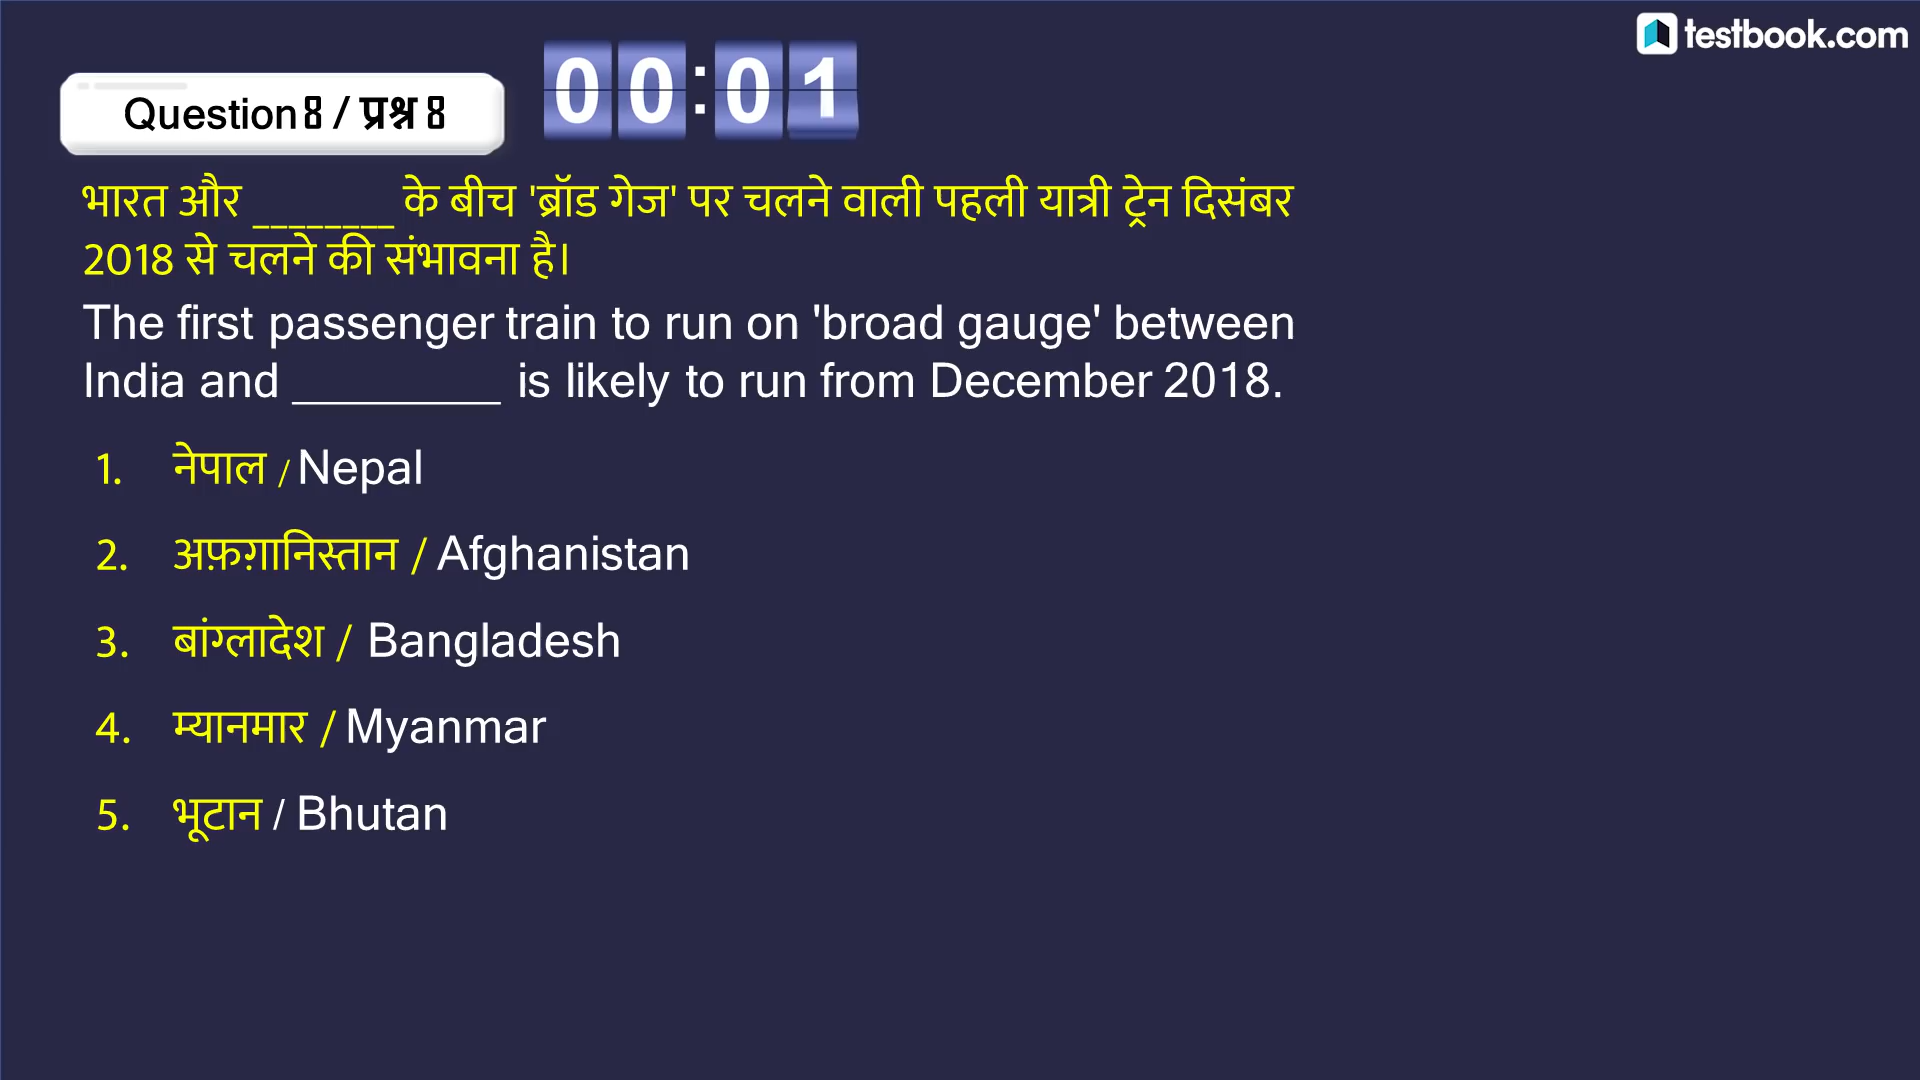 testbook.com
00:01
Question 8 / प्रश्न 8
भारत और ________ के बीच 'ब्रॉड गेज' पर चलने वाली पहली यात्री ट्रेन दिसंबर
2018 से चलने की संभावना है।
The first passenger train to run on 'broad gauge' between
India and ________ is likely to run from December 2018.
1. नेपाल / Nepal
2. अफ़ग़ानिस्तान / Afghanistan
3. बांग्लादेश / Bangladesh
4. म्यानमार / Myanmar
5. भूटान / Bhutan